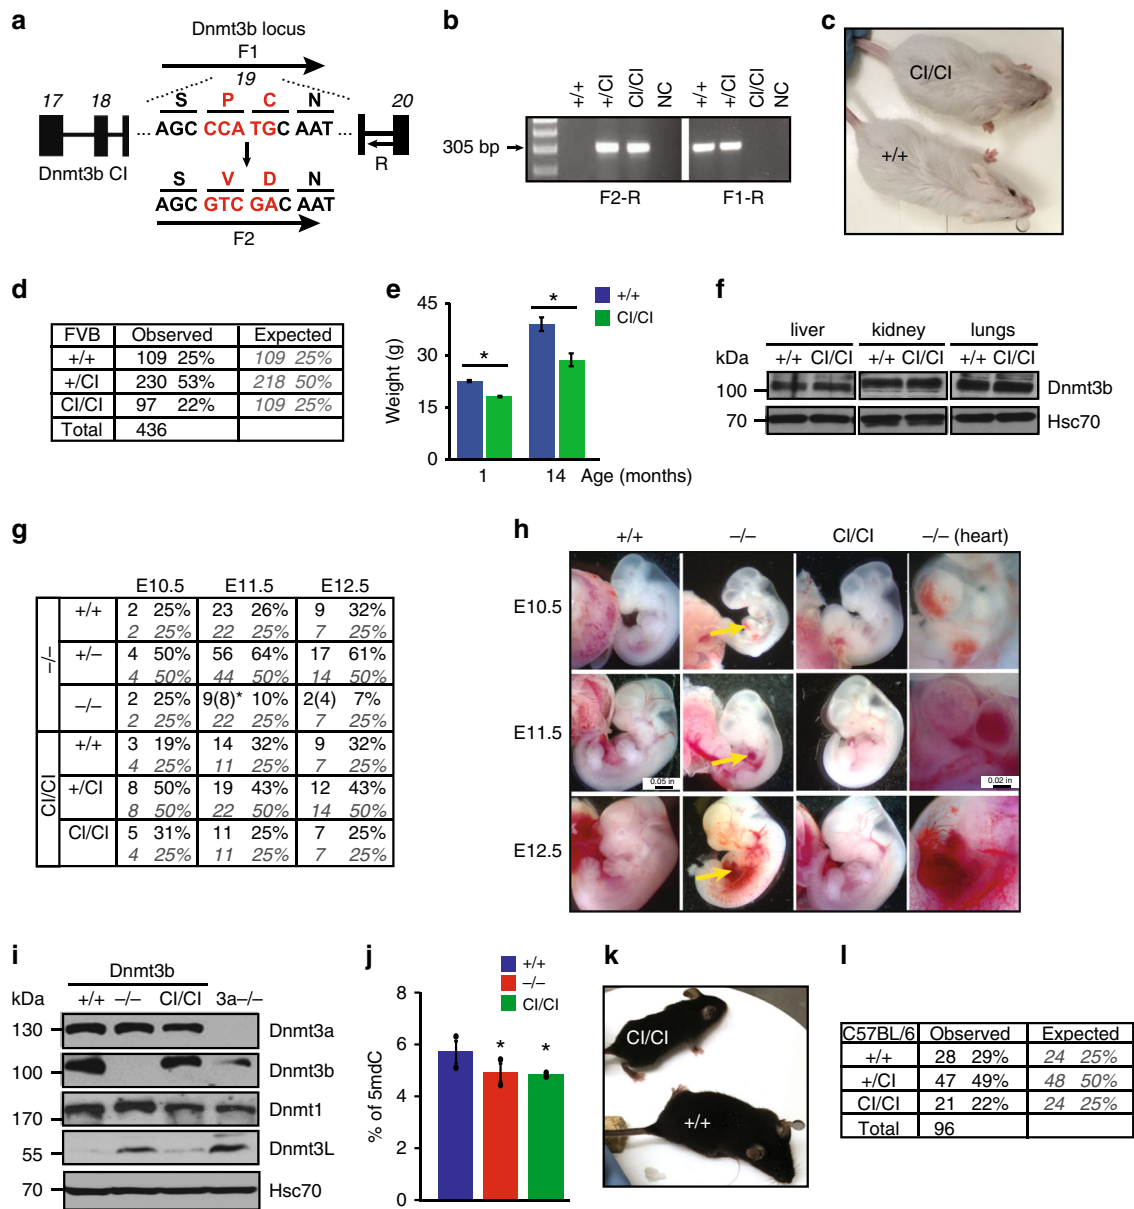 a
Dnmt3b locus
F1
17 18 19 20
S P C N
... AGC CCA TGC AAT ...
R
Dnmt3b CI
S V D N
AGC GTC GAC AAT
F2
b
+/+ +/CI CI/CI NC +/+ +/CI CI/CI NC
305 bp
F2-R F1-R
c
CI/CI
+/+
d
FVB Observed Expected
+/+ 109 25% 109 25%
+/CI 230 53% 218 50%
CI/CI 97 22% 109 25%
Total 436
e
+/+
CI/CI
Weight (g)
45
30
15
0
* *
1 14 Age (months)
f
liver kidney lungs
kDa +/+ CI/CI +/+ CI/CI +/+ CI/CI
100 Dnmt3b
70 Hsc70
g
E10.5 E11.5 E12.5
–/–
+/+ 2 25% 23 26% 9 32%
2 25% 22 25% 7 25%
+/– 4 50% 56 64% 17 61%
4 50% 44 50% 14 50%
–/– 2 25% 9(8)* 10% 2(4) 7%
2 25% 22 25% 7 25%
CI/CI
+/+ 3 19% 14 32% 9 32%
4 25% 11 25% 7 25%
+/CI 8 50% 19 43% 12 43%
8 50% 22 50% 14 50%
CI/CI 5 31% 11 25% 7 25%
4 25% 11 25% 7 25%
h
+/+ –/– CI/CI –/– (heart)
E10.5
E11.5
0.05 in 0.02 in
E12.5
i
Dnmt3b
kDa +/+ –/– CI/CI 3a–/–
130 Dnmt3a
100 Dnmt3b
170 Dnmt1
55 Dnmt3L
70 Hsc70
j
+/+
–/–
CI/CI
% of 5mdC
8
6
4
2
0
* *
k
CI/CI
+/+
l
C57BL/6 Observed Expected
+/+ 28 29% 24 25%
+/CI 47 49% 48 50%
CI/CI 21 22% 24 25%
Total 96